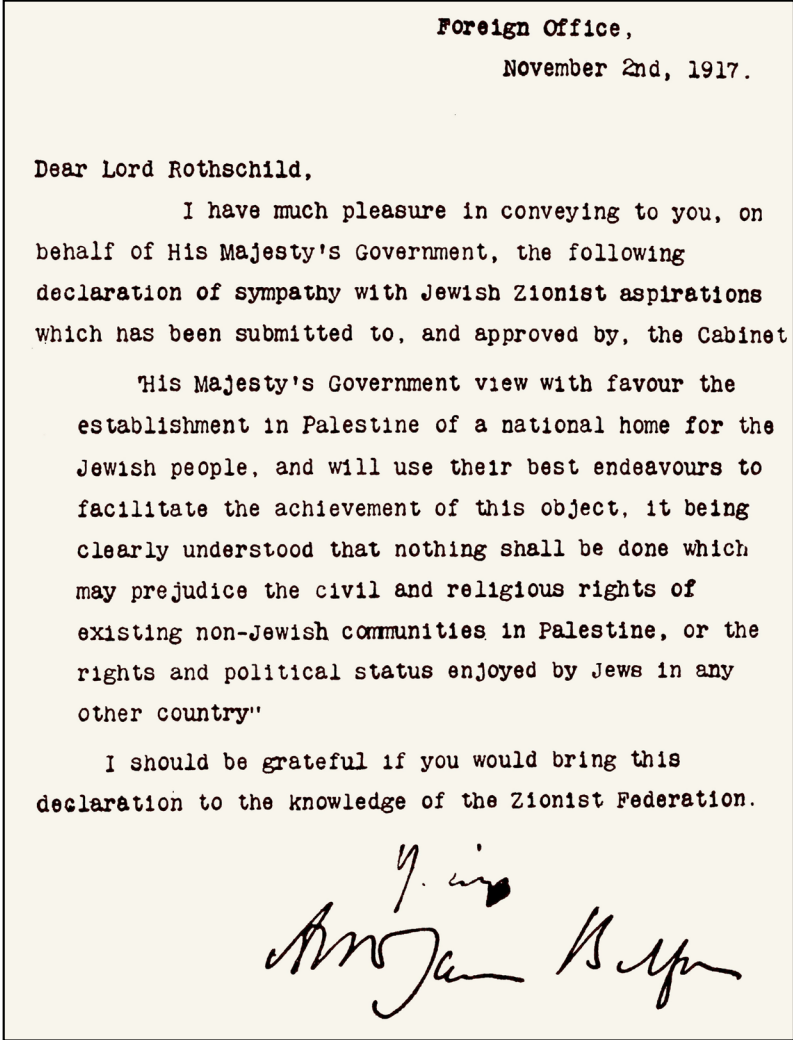 Foreign Office,
November 2nd, 1917.
Dear Lord Rothschild,
I have much pleasure in conveying to you, on
behalf of His Majesty's Government, the following
declaration of sympathy with Jewish Zionist aspirations
which has been submitted to, and approved by, the Cabinet
"His Majesty's Government view with favour the
establishment in Palestine of a national home for the
Jewish people, and will use their best endeavours to
facilitate the achievement of this object, it being
clearly understood that nothing shall be done which
may prejudice the civil and religious rights of
existing non-Jewish communities in Palestine, or the
rights and political status enjoyed by Jews in any
other country"
I should be grateful if you would bring this
declaration to the knowledge of the Zionist Federation.
Arthur James Balfour